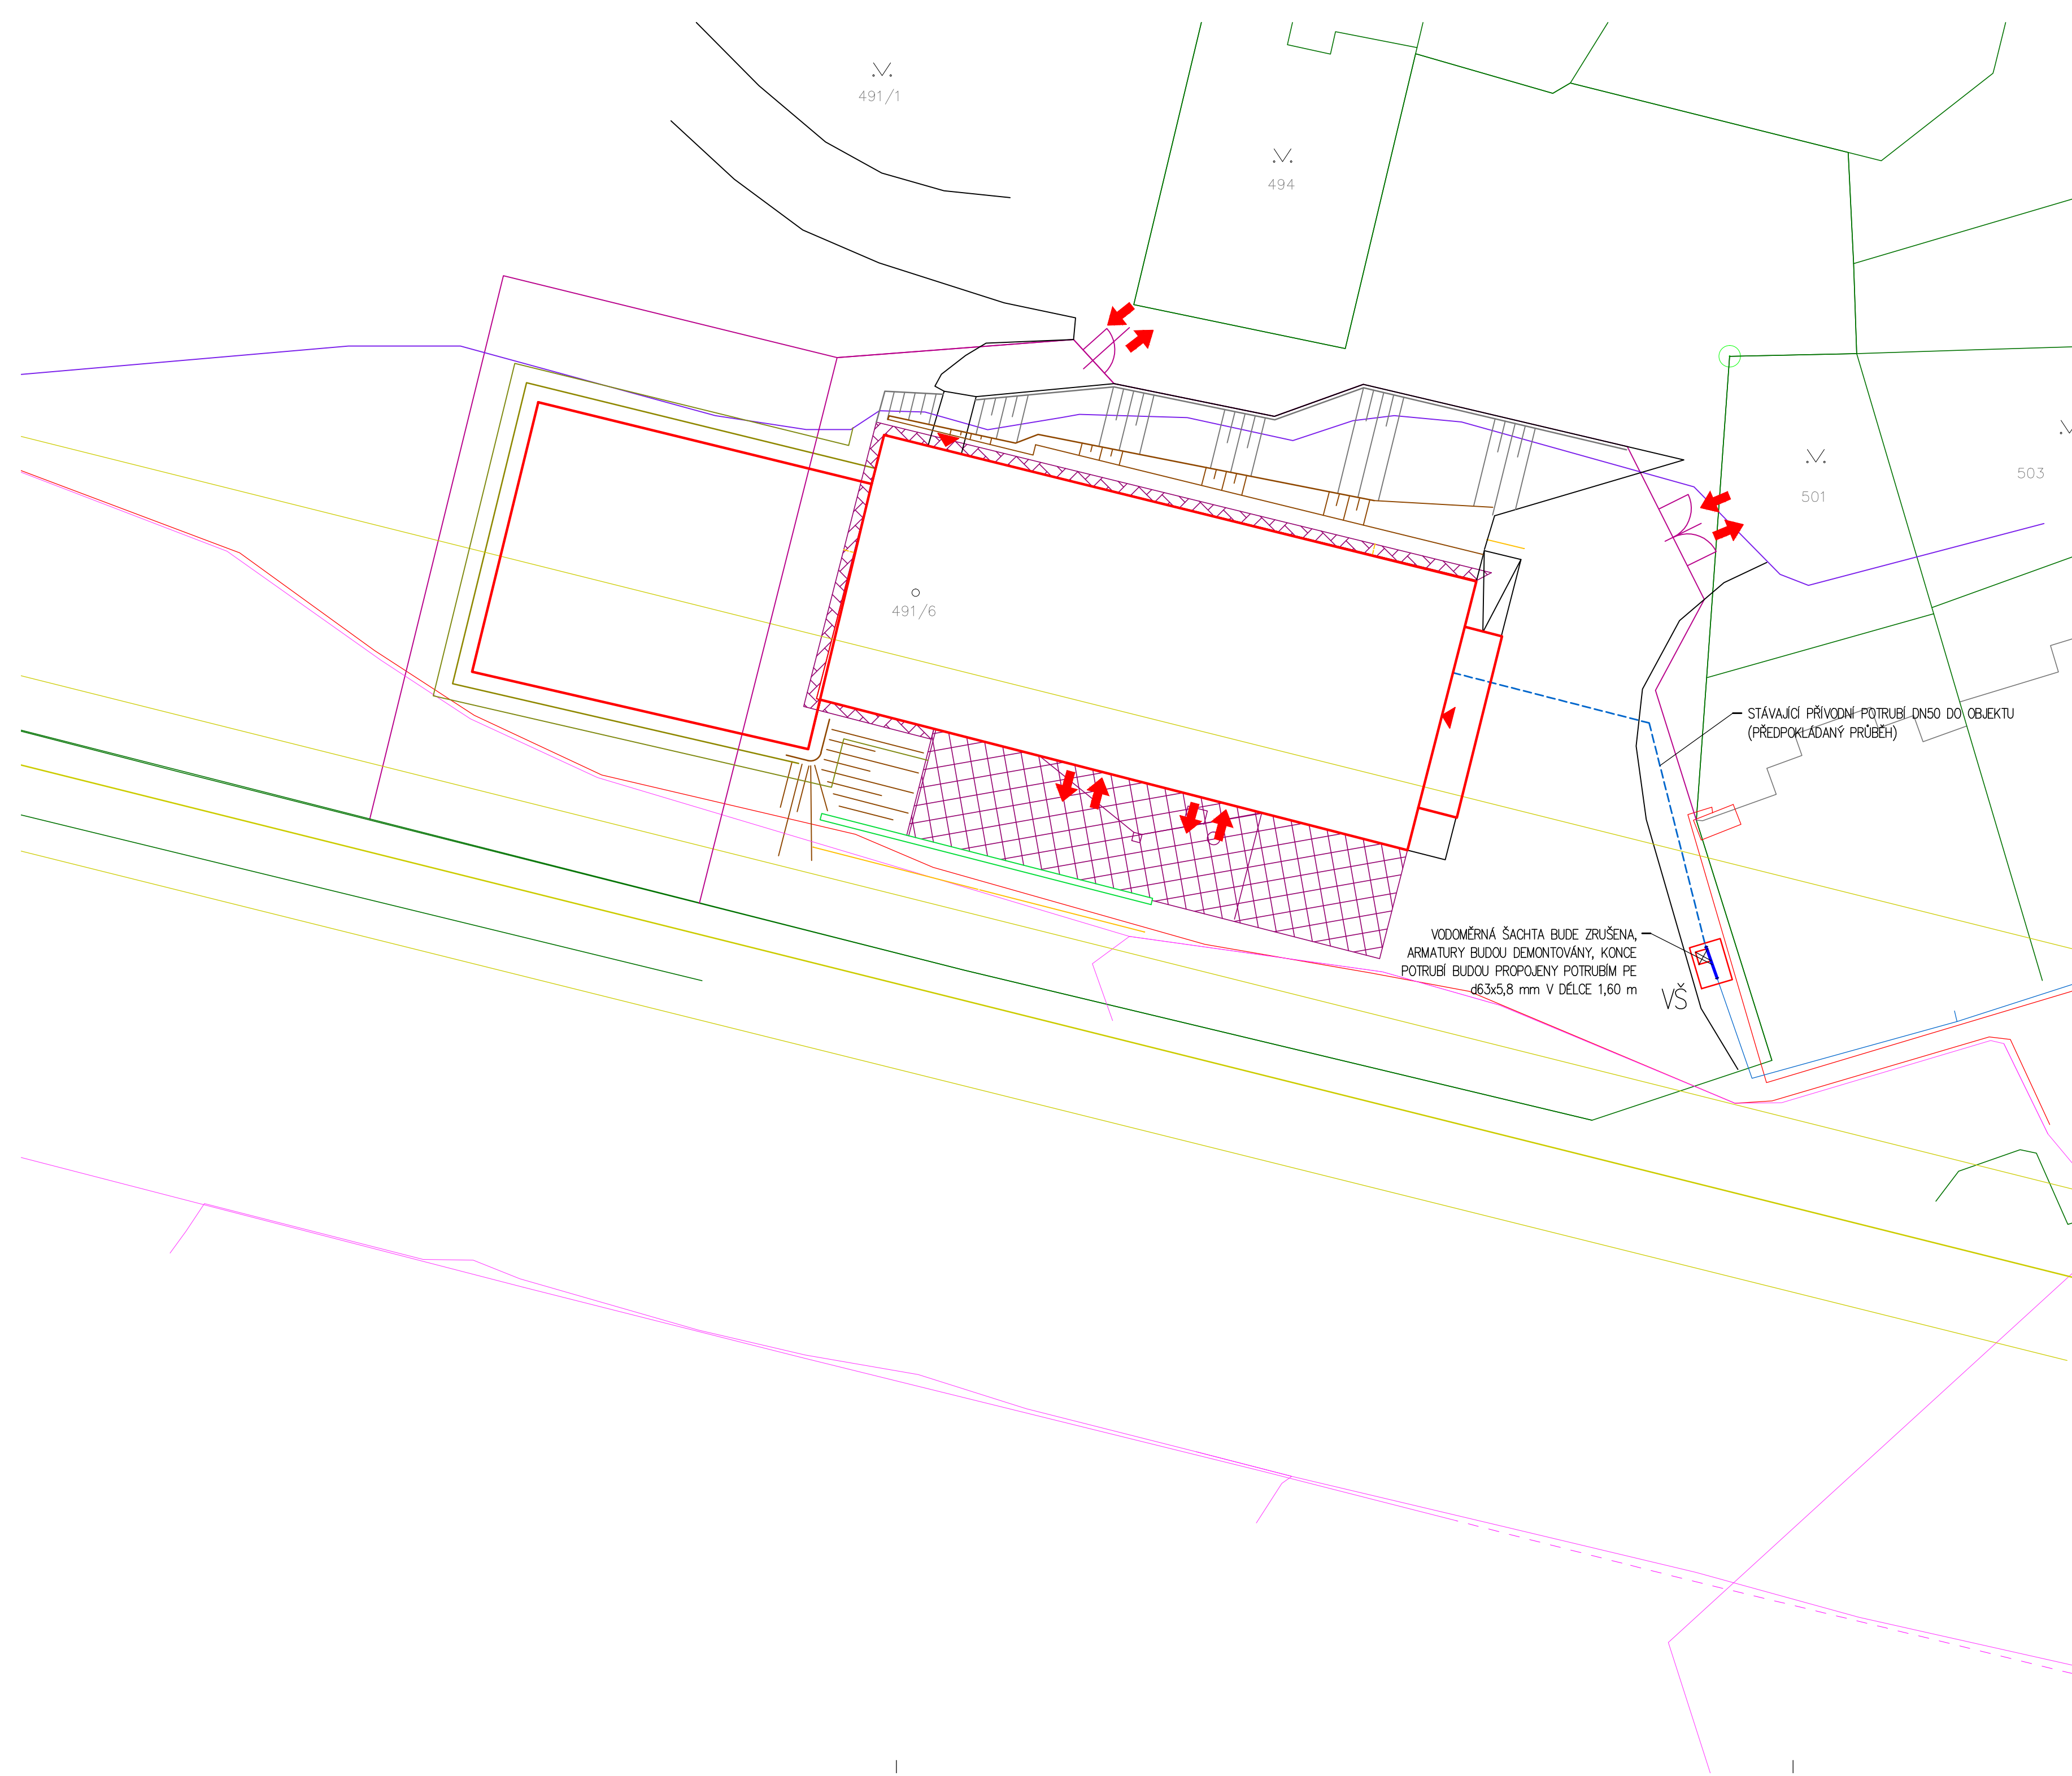 491/1
494
503
501
491/6
STÁVAJÍCÍ PŘÍVODNÍ POTRUBÍ DN50 DO OBJEKTU
(PŘEDPOKLÁDANÝ PRŮBĚH)
VODOMĚRNÁ ŠACHTA BUDE ZRUŠENA,
ARMATURY BUDOU DEMONTOVÁNY, KONCE
POTRUBÍ BUDOU PROPOJENY POTRUBÍM PE
d63x5,8 mm V DÉLCE 1,60 m
VŠ